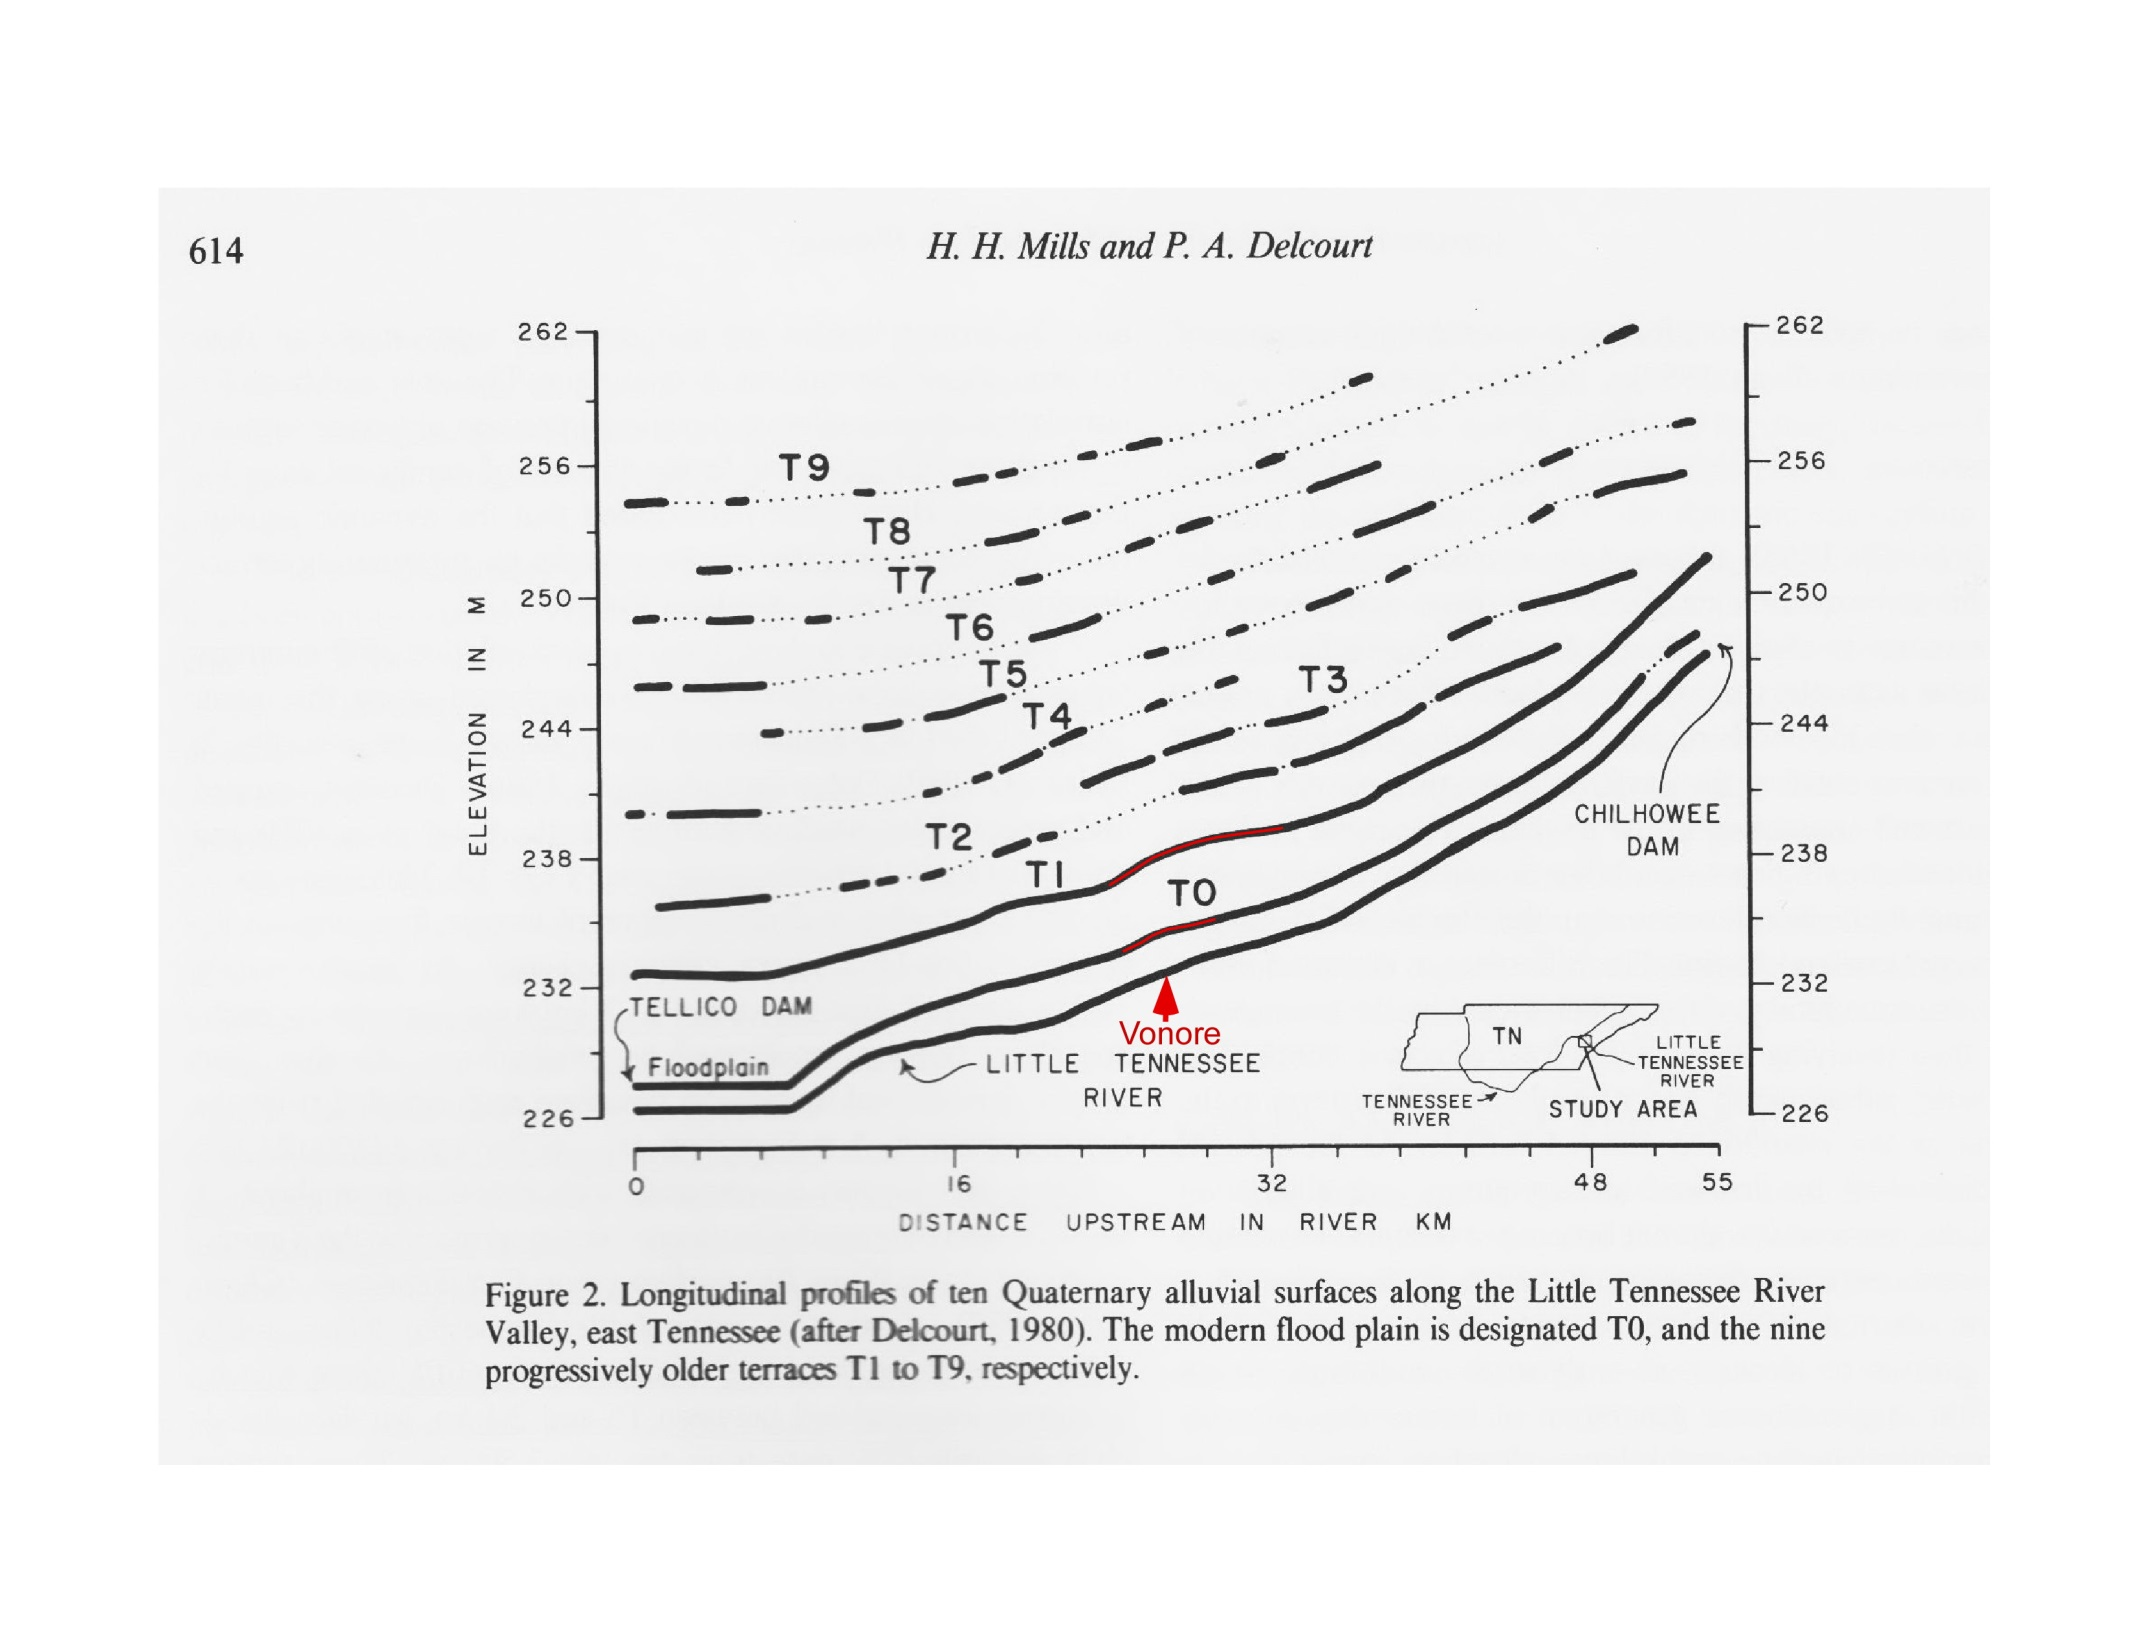 614
H. H. Mills and P. A. Delcourt
262
256
250
244
238
232
226
ELEVATION IN M
262
256
250
244
238
232
226
T9
T8
T7
T6
T5
T4
T3
T2
T1
T0
TELLICO DAM
Floodplain
Vonore
LITTLE TENNESSEE
RIVER
CHILHOWEE
DAM
TN
LITTLE
TENNESSEE
RIVER
TENNESSEE
RIVER
STUDY AREA
0 16 32 48 55
DISTANCE UPSTREAM IN RIVER KM
Figure 2. Longitudinal profiles of ten Quaternary alluvial surfaces along the Little Tennessee River
Valley, east Tennessee (after Delcourt, 1980). The modern flood plain is designated T0, and the nine
progressively older terraces T1 to T9, respectively.